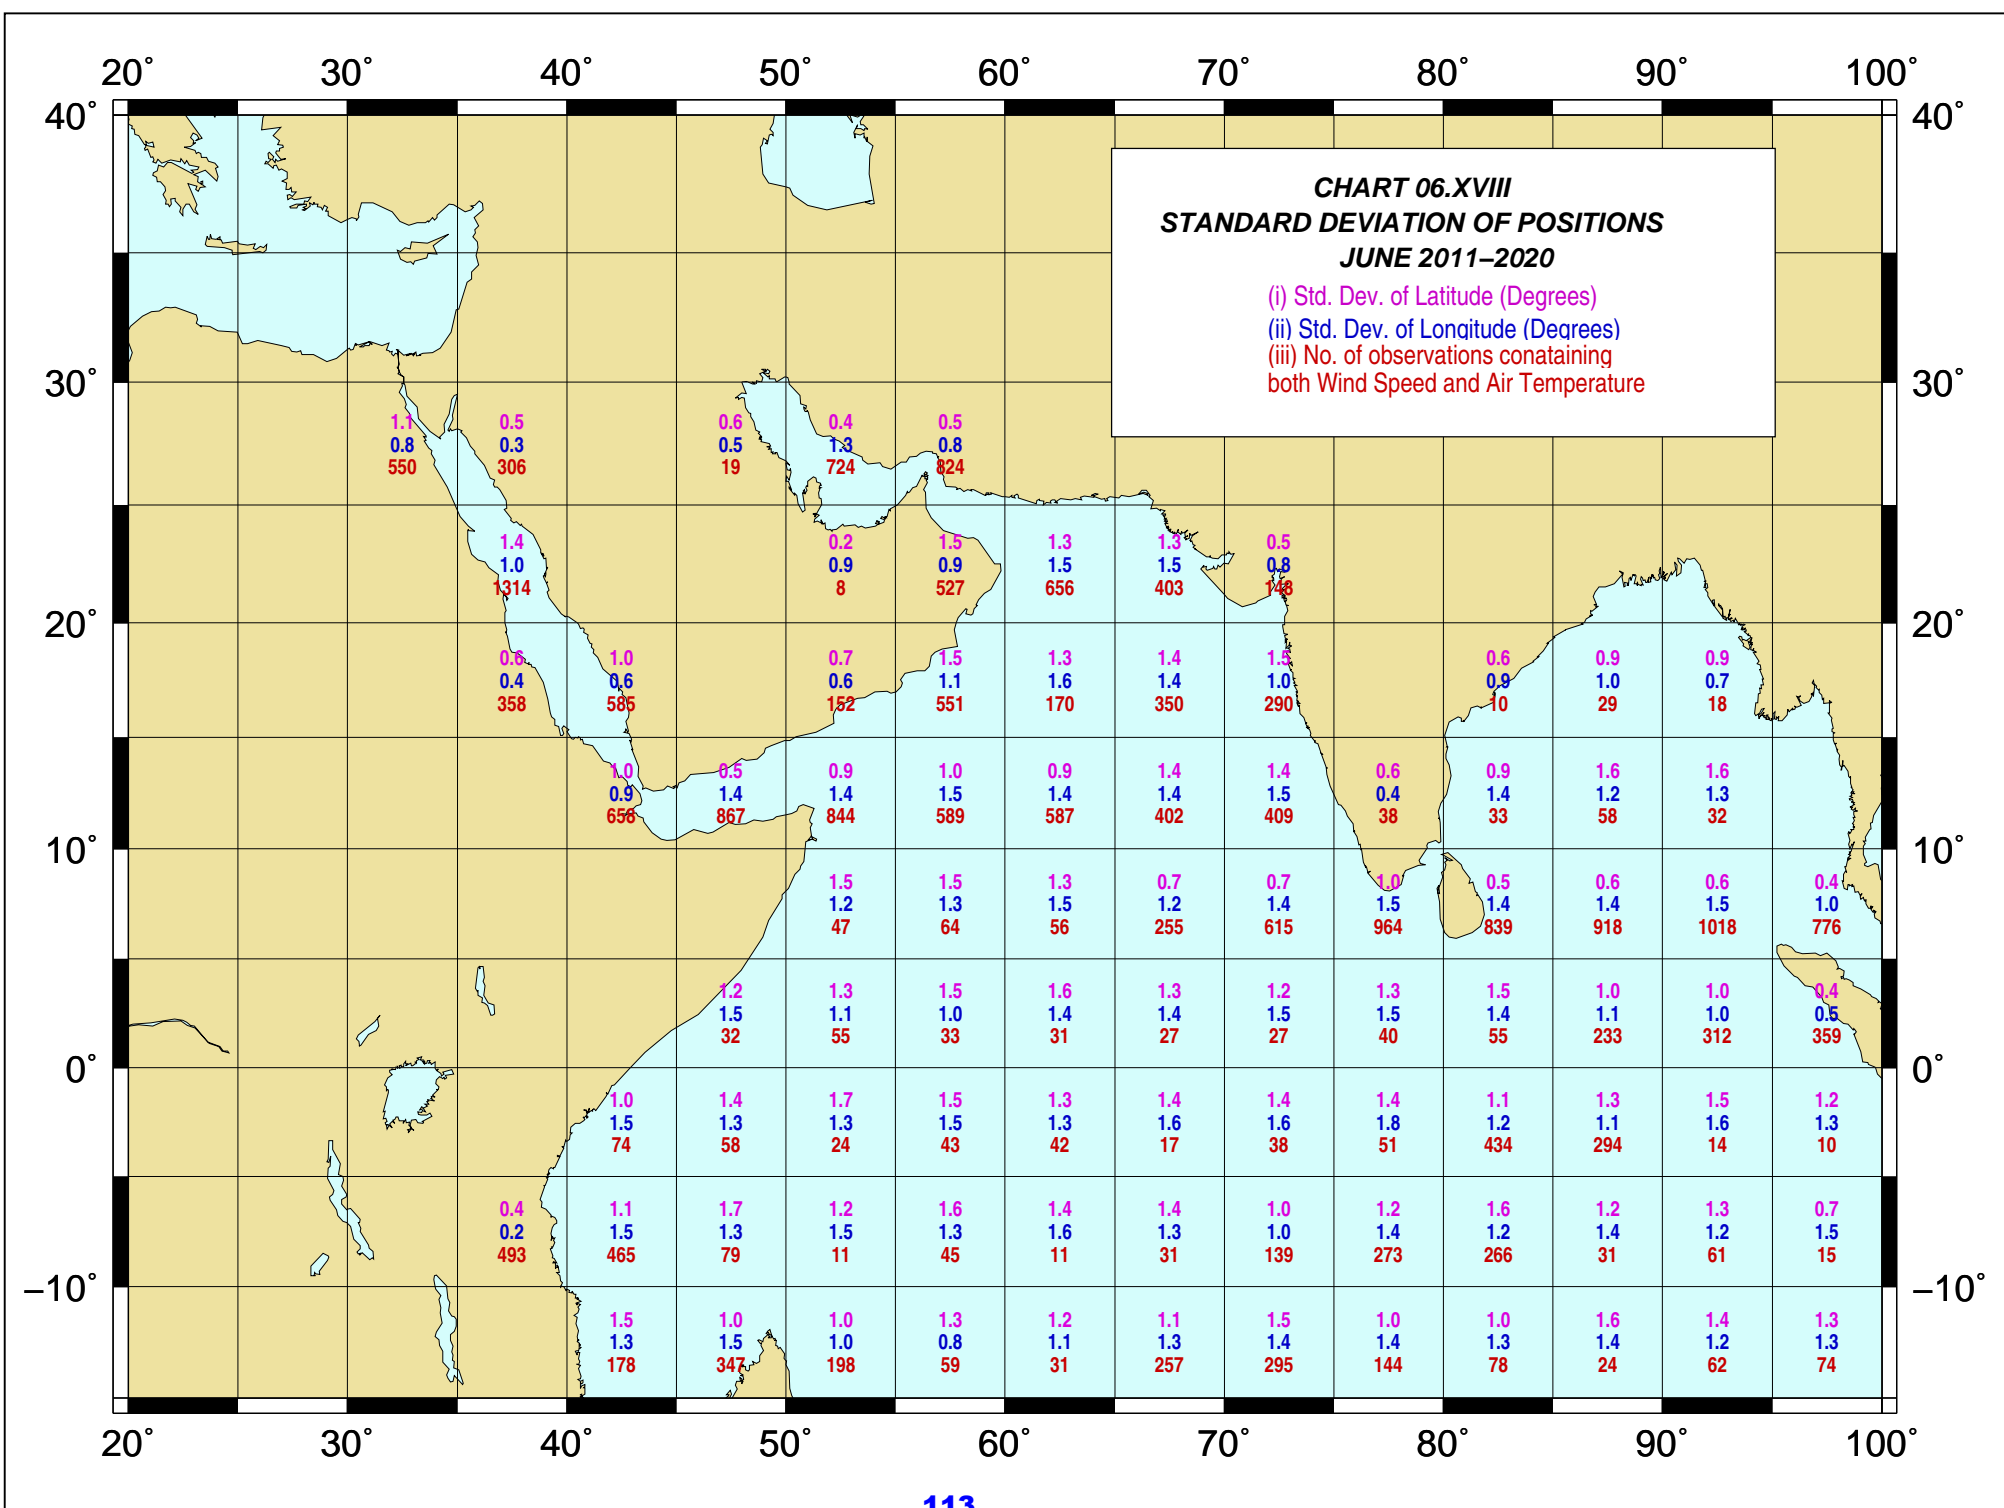 20° 30° 40° 50° 60° 70° 80° 90° 100°
40° 40°
CHART 06.XVIII
STANDARD DEVIATION OF POSITIONS
JUNE 2011–2020
(i) Std. Dev. of Latitude (Degrees)
(ii) Std. Dev. of Longitude (Degrees)
(iii) No. of observations conataining
both Wind Speed and Air Temperature
30° 30°
1.1 0.5 0.6 0.4 0.5
0.8 0.3 0.5 1.3 0.8
550 306 19 724 824
1.4 0.2 1.5 1.3 1.3 0.5
1.0 0.9 0.9 1.5 1.5 0.8
1314 8 527 656 403 148
20° 20°
0.6 1.0 0.7 1.5 1.3 1.4 1.5 0.6 0.9 0.9
0.4 0.6 0.6 1.1 1.6 1.4 1.0 0.9 1.0 0.7
358 585 152 551 170 350 290 10 29 18
1.0 0.5 0.9 1.0 0.9 1.4 1.4 0.6 0.9 1.6 1.6
0.9 1.4 1.4 1.5 1.4 1.4 1.5 0.4 1.4 1.2 1.3
658 867 844 589 587 402 409 38 33 58 32
10° 10°
1.5 1.5 1.3 0.7 0.7 1.0 0.5 0.6 0.6 0.4
1.2 1.3 1.5 1.2 1.4 1.5 1.4 1.4 1.5 1.0
47 64 56 255 615 964 839 918 1018 776
1.2 1.3 1.5 1.6 1.3 1.2 1.3 1.5 1.0 1.0 0.4
1.5 1.1 1.0 1.4 1.4 1.5 1.5 1.4 1.1 1.0 0.5
32 55 33 31 27 27 40 55 233 312 359
0° 0°
1.0 1.4 1.7 1.5 1.3 1.4 1.4 1.4 1.1 1.3 1.5 1.2
1.5 1.3 1.3 1.5 1.3 1.6 1.6 1.8 1.2 1.1 1.6 1.3
74 58 24 43 42 17 38 51 434 294 14 10
0.4 1.1 1.7 1.2 1.6 1.4 1.4 1.0 1.2 1.6 1.2 1.3 0.7
0.2 1.5 1.3 1.5 1.3 1.6 1.3 1.0 1.4 1.2 1.4 1.2 1.5
493 465 79 11 45 11 31 139 273 266 31 61 15
−10° −10°
1.5 1.0 1.0 1.3 1.2 1.1 1.5 1.0 1.0 1.6 1.4 1.3
1.3 1.5 1.0 0.8 1.1 1.3 1.4 1.4 1.3 1.4 1.2 1.3
178 347 198 59 31 257 295 144 78 24 62 74
20° 30° 40° 50° 60° 70° 80° 90° 100°
113